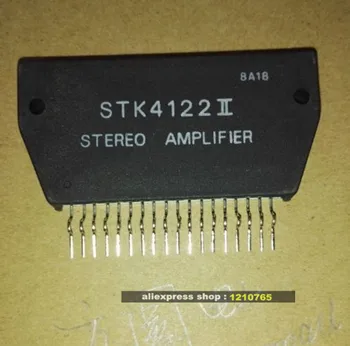 8A18
STK4122II
STEREO AMPLIFIER
aliexpress shop : 1210765